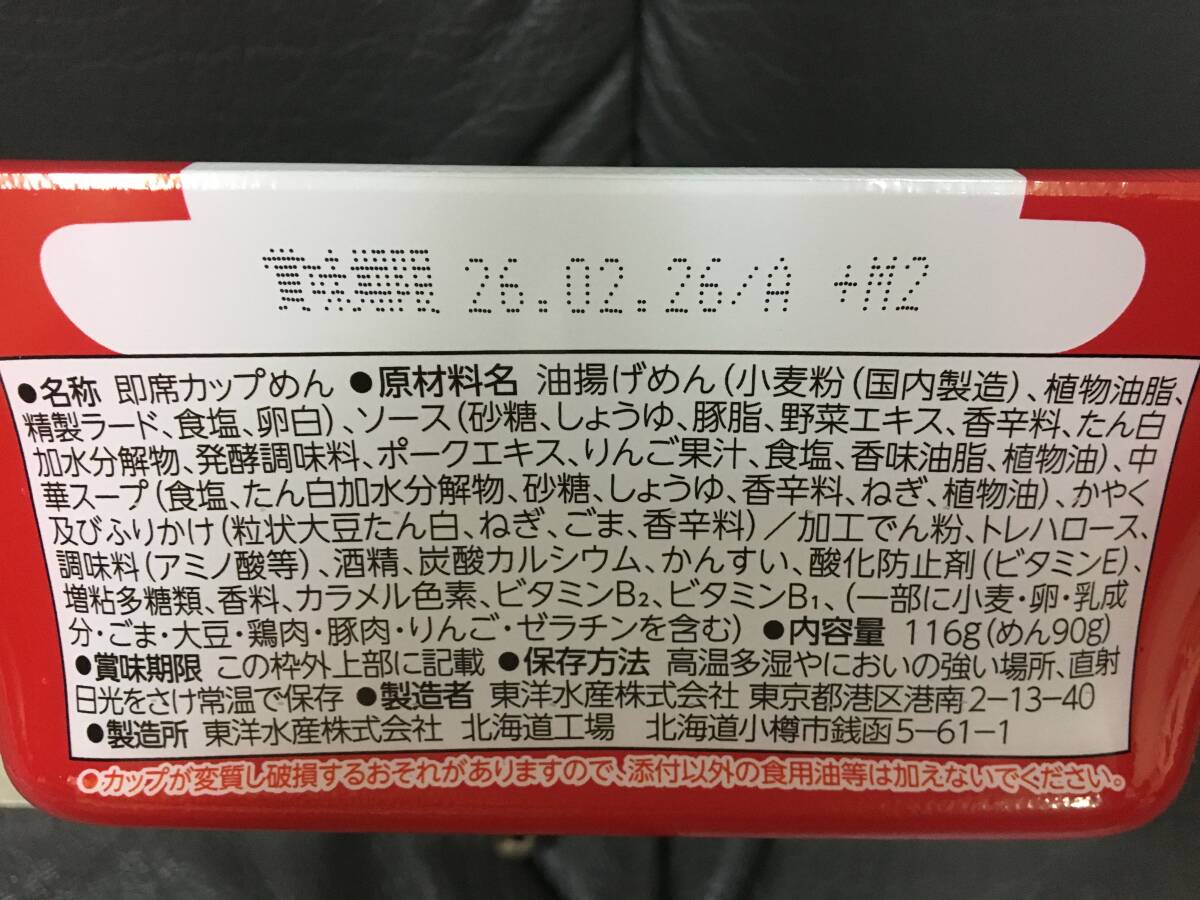 賞味期限 26.02.26/A +M2
●名称 即席カップめん ●原材料名 油揚げめん(小麦粉(国内製造)、植物油脂、
精製ラード、食塩、卵白)、ソース(砂糖、しょうゆ、豚脂、野菜エキス、香辛料、たん白
加水分解物、発酵調味料、ポークエキス、りんご果汁、食塩、香味油脂、植物油)、中
華スープ(食塩、たん白加水分解物、砂糖、しょうゆ、香辛料、ねぎ、植物油)、かやく
及びふりかけ(粒状大豆たん白、ねぎ、ごま、香辛料)/加工でん粉、トレハロース、
調味料(アミノ酸等)、酒精、炭酸カルシウム、かんすい、酸化防止剤(ビタミンE)、
増粘多糖類、香料、カラメル色素、ビタミンB₂、ビタミンB₁、(一部に小麦・卵・乳成
分・ごま・大豆・鶏肉・豚肉・りんご・ゼラチンを含む) ●内容量 116g(めん90g)
●賞味期限 この枠外上部に記載 ●保存方法 高温多湿やにおいの強い場所、直射
日光をさけ常温で保存 ●製造者 東洋水産株式会社 東京都港区港南2-13-40
●製造所 東洋水産株式会社 北海道工場 北海道小樽市銭函5-61-1
●カップが変質し破損するおそれがありますので、添付以外の食用油等は加えないでください。